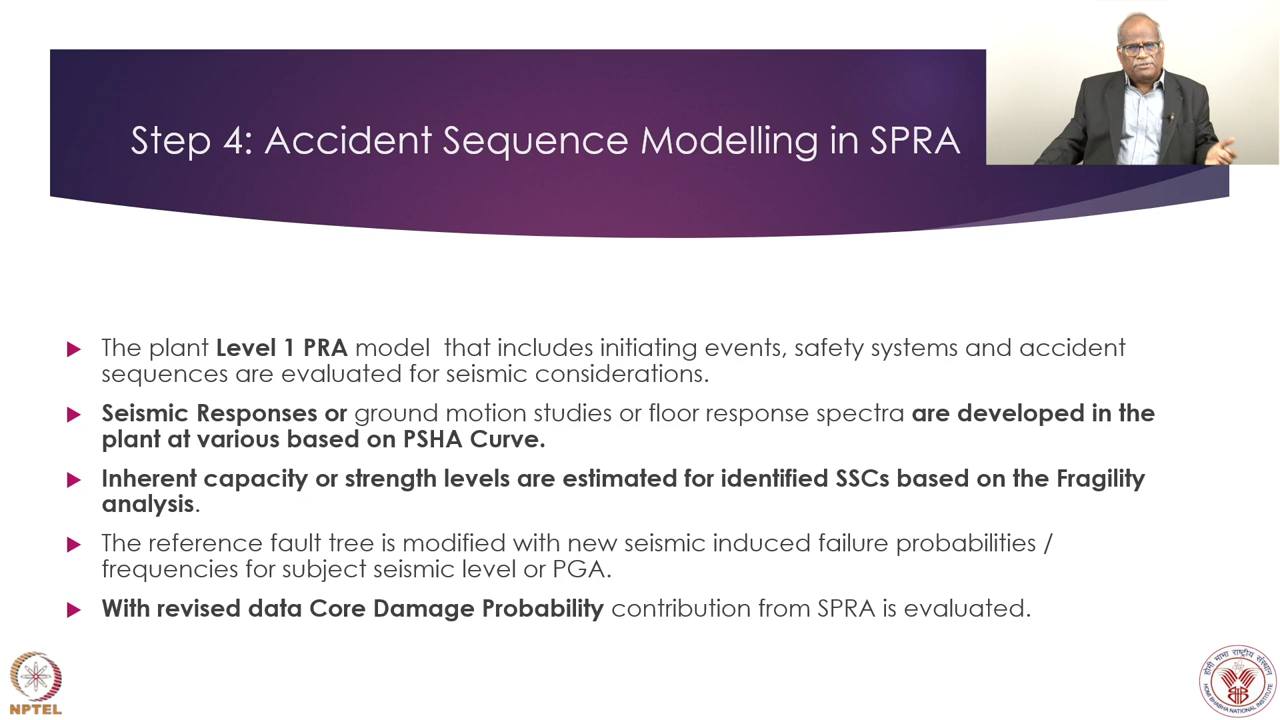 Step 4: Accident Sequence Modelling in SPRA
The plant Level 1 PRA model that includes initiating events, safety systems and accident
sequences are evaluated for seismic considerations.
Seismic Responses or ground motion studies or floor response spectra are developed in the
plant at various based on PSHA Curve.
Inherent capacity or strength levels are estimated for identified SSCs based on the Fragility
analysis.
The reference fault tree is modified with new seismic induced failure probabilities /
frequencies for subject seismic level or PGA.
With revised data Core Damage Probability contribution from SPRA is evaluated.
NPTEL
होमी भाभा राष्ट्रीय संस्थान
HOMI BHABHA NATIONAL INSTITUTE